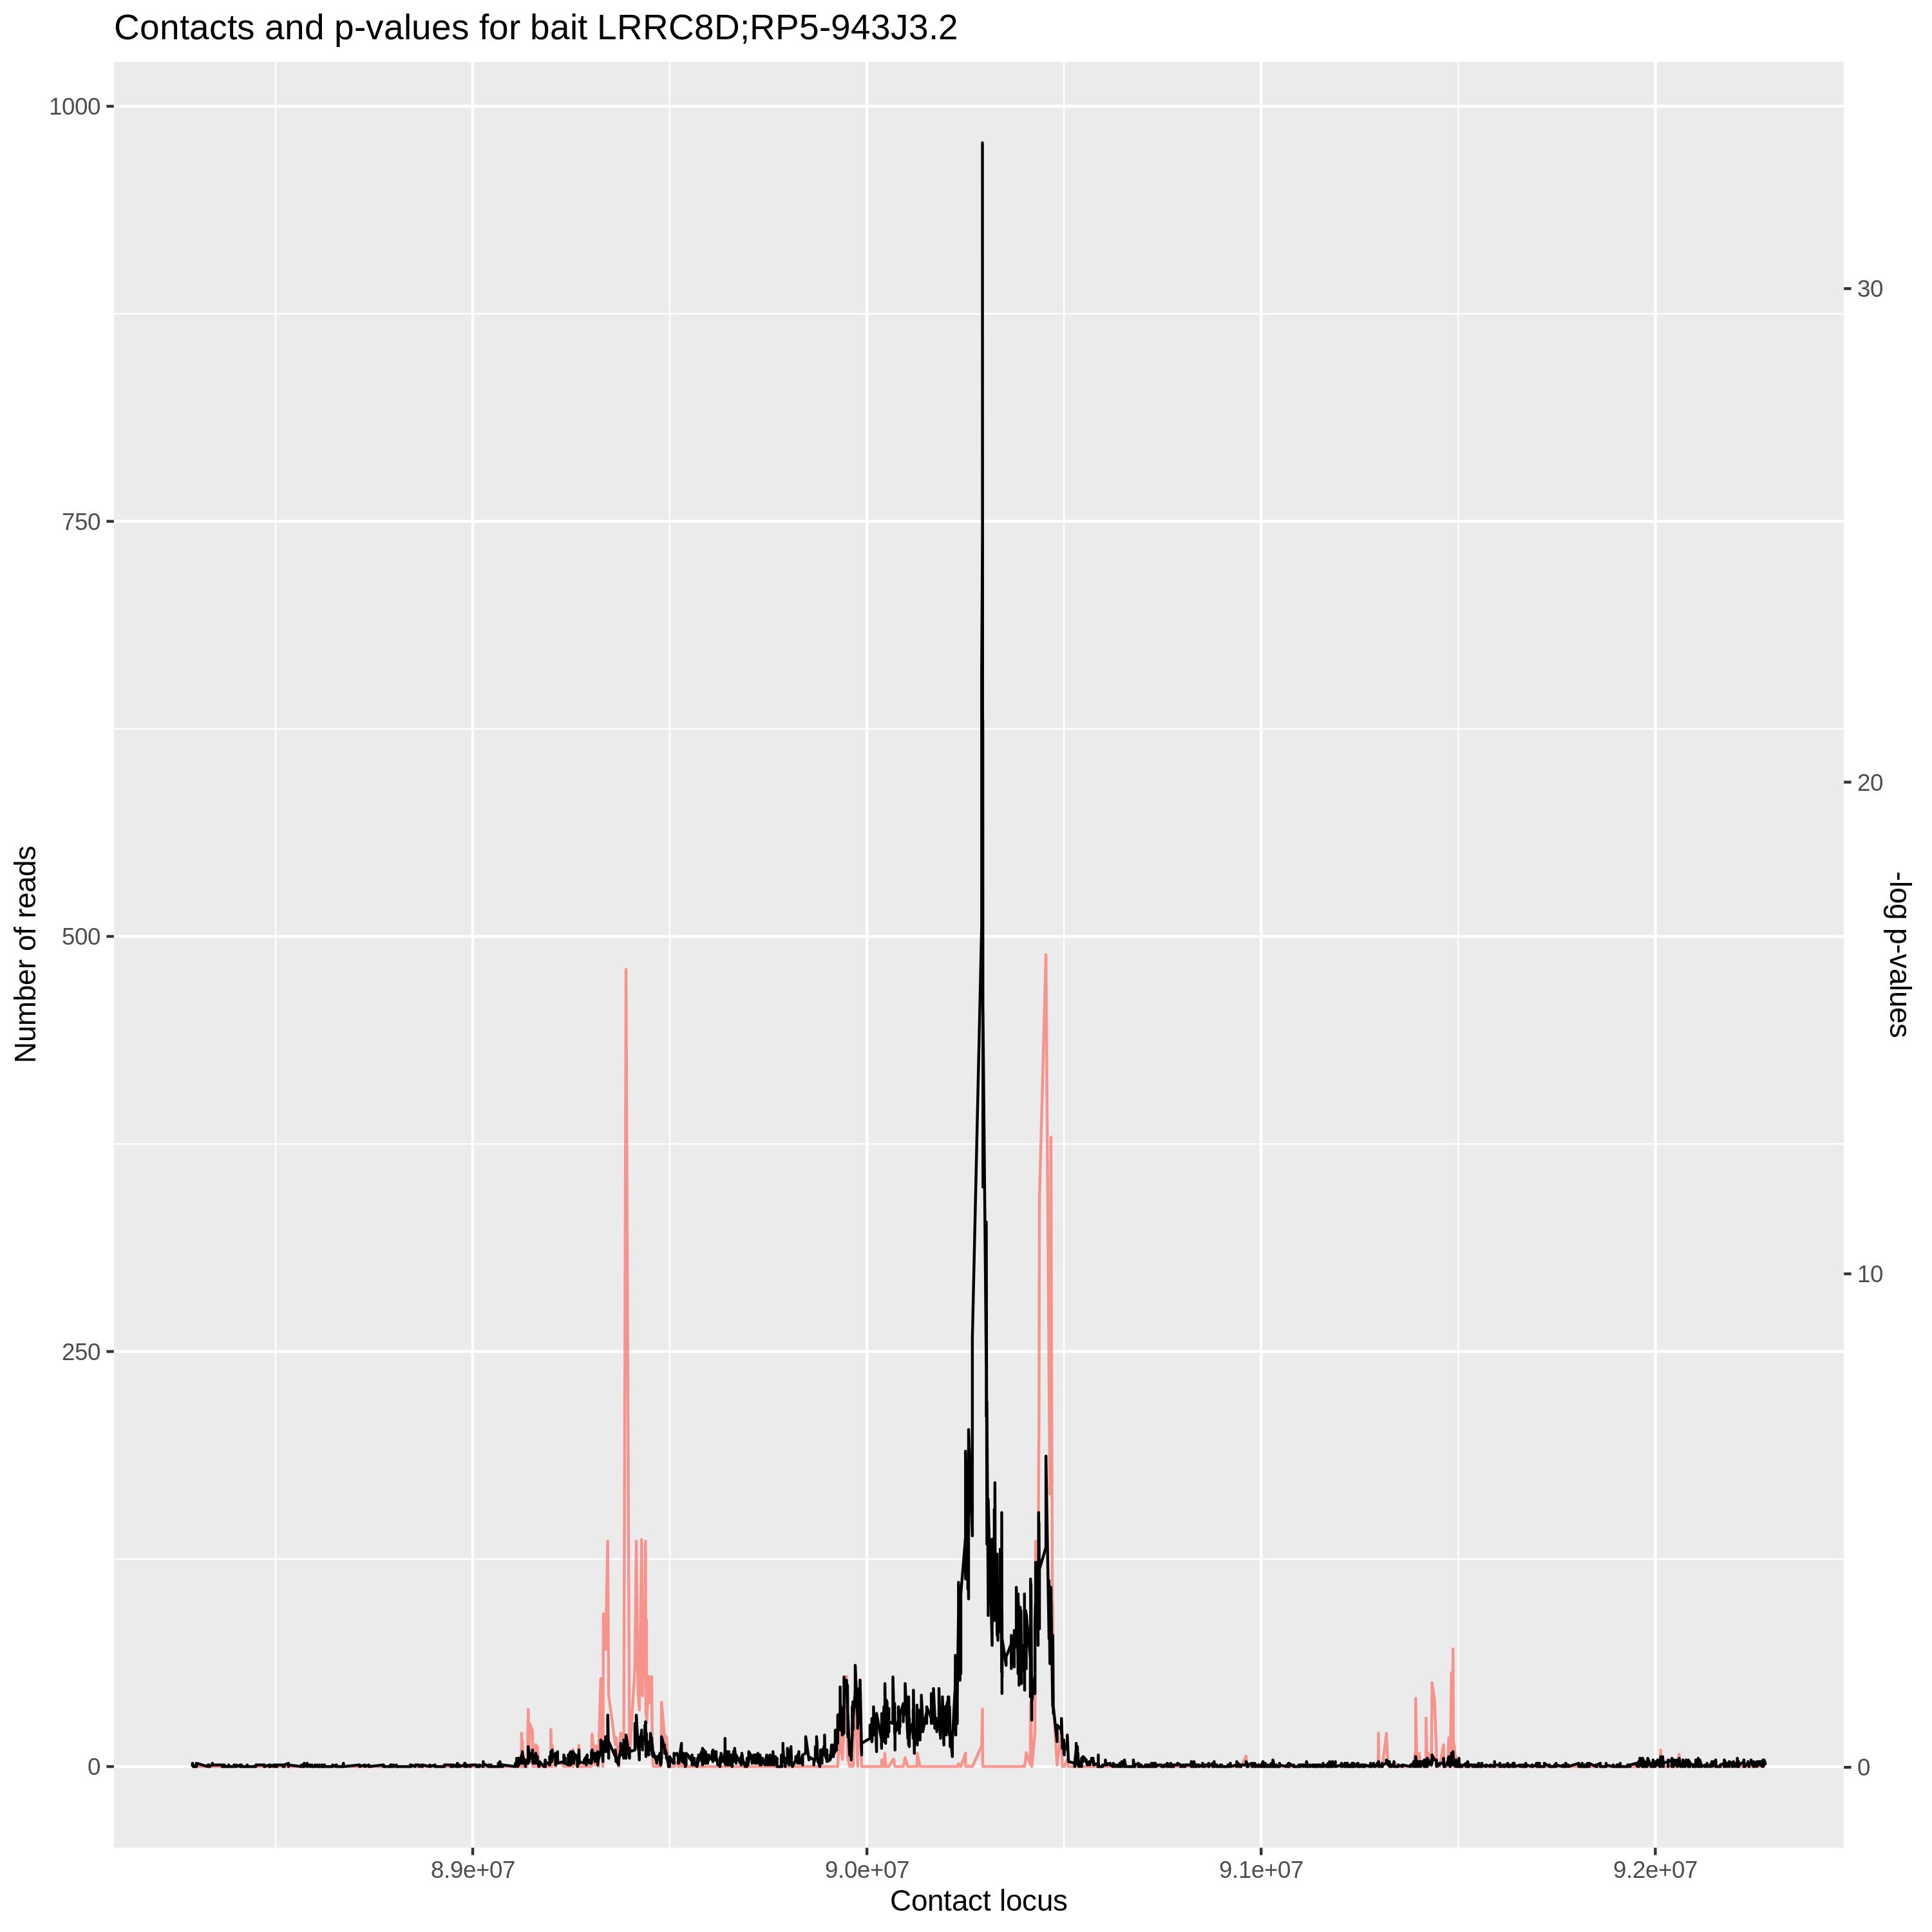 Contacts and p-values for bait LRRC8D;RP5-943J3.2
1000
750
500
250
0
Number of reads
30
20
10
0
-log p-values
8.9e+07
9.0e+07
9.1e+07
9.2e+07
Contact locus